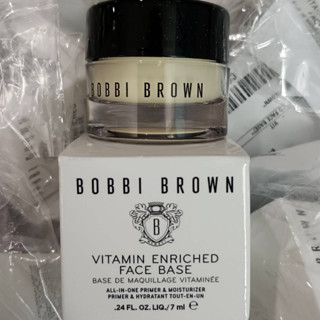 BOBBI BROWN
BOBBI BROWN
B
VITAMIN ENRICHED
FACE BASE
BASE DE MAQUILLAGE VITAMINÉE
ALL-IN-ONE PRIMER & MOISTURIZER
PRIMER & HYDRATANT TOUT-EN-UN
.24 FL. OZ. LIQ./7 ml e